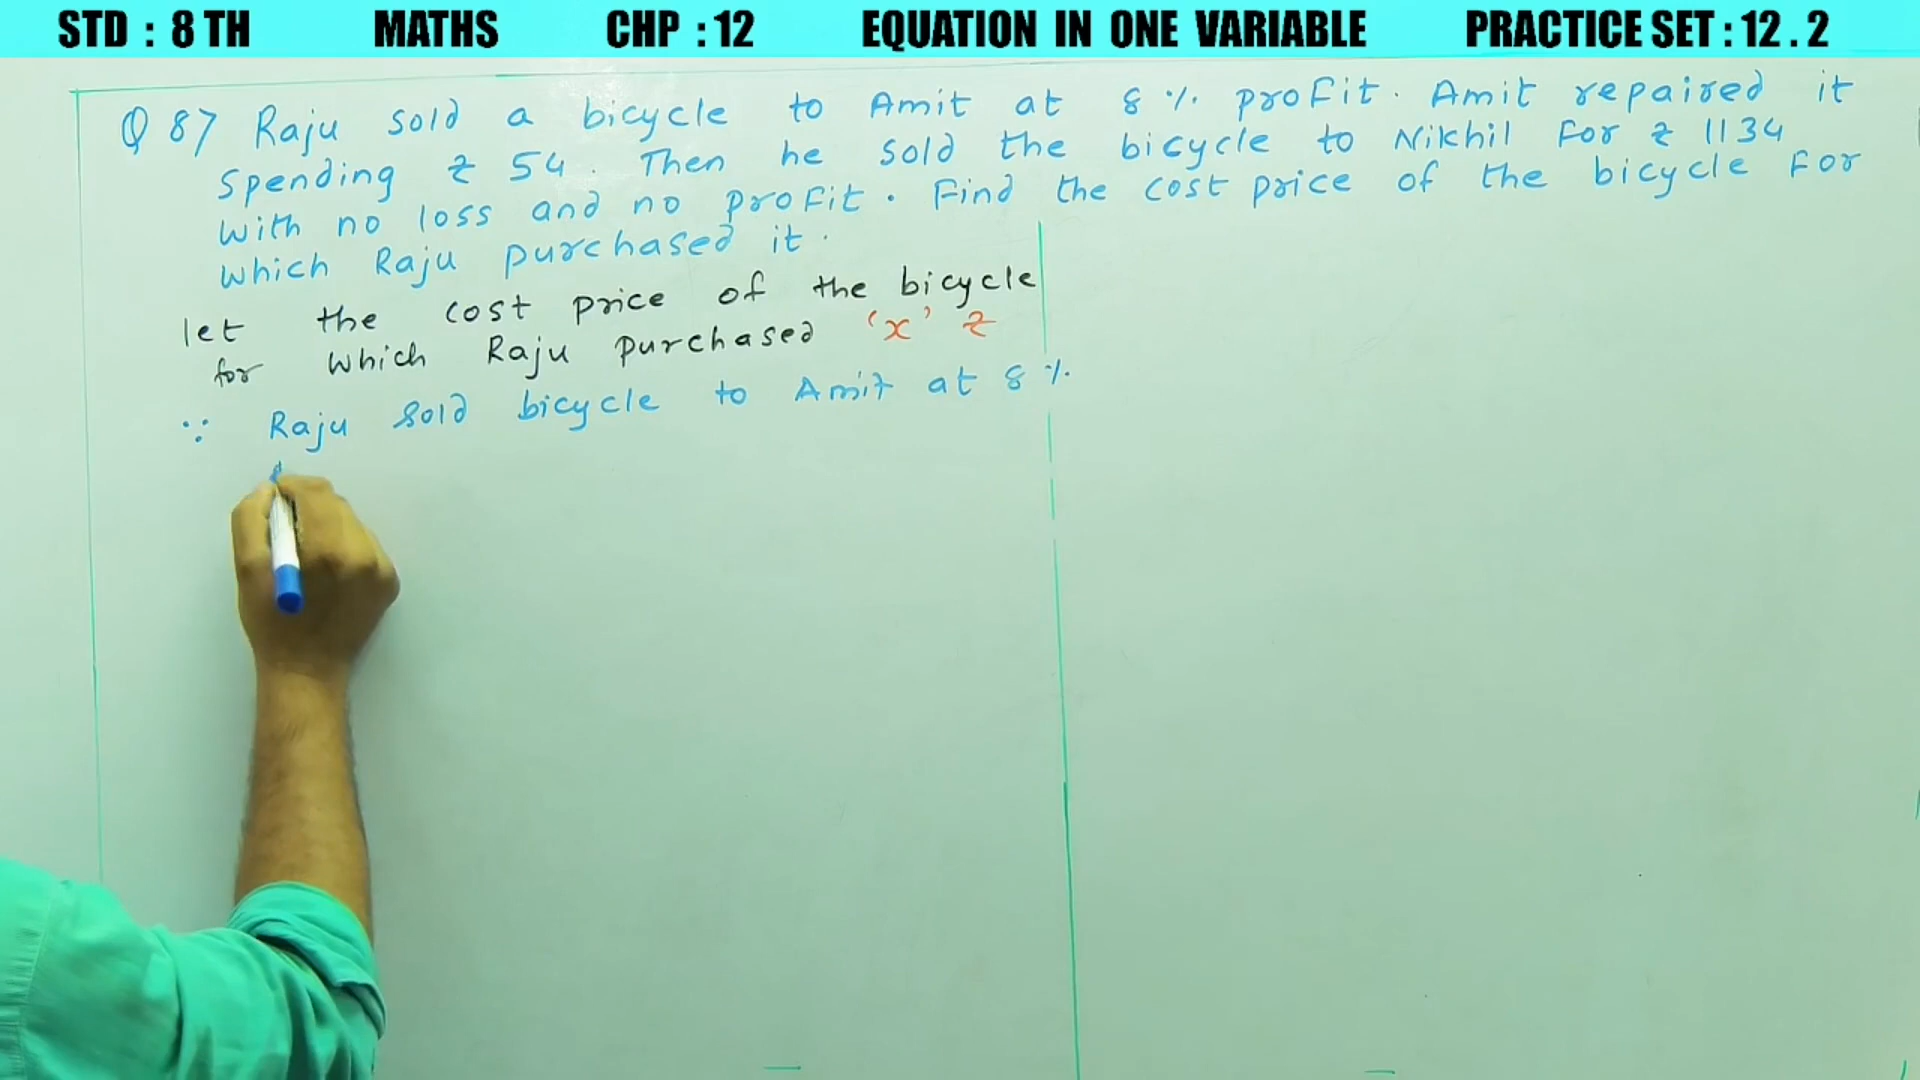 STD : 8 TH MATHS CHP : 12 EQUATION IN ONE VARIABLE PRACTICE SET : 12 . 2
Q 8) Raju sold a bicycle to Amit at 8 % profit. Amit repaired it
spending ₹ 54. Then he sold the bicycle to Nikhil for ₹ 1134
with no loss and no profit. Find the cost price of the bicycle for
which Raju purchased it.
let the cost price of the bicycle
for which Raju purchased 'x' ₹
∵ Raju sold bicycle to Amit at 8 %